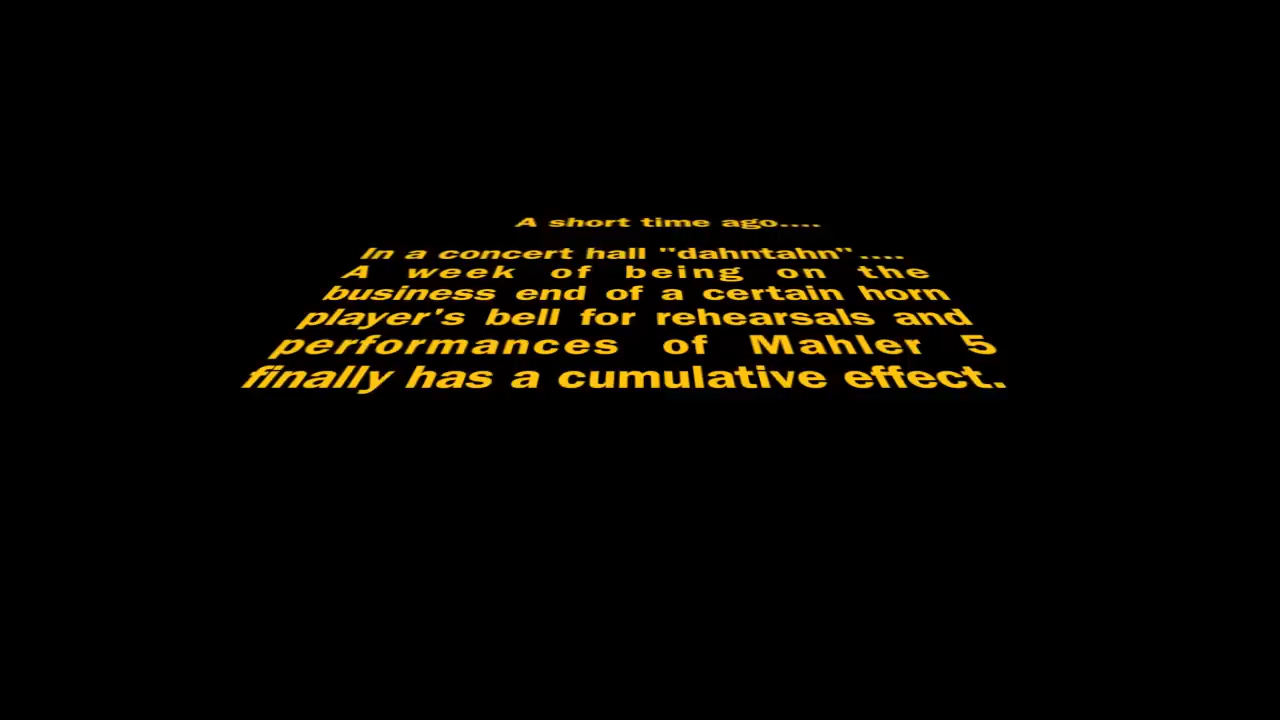 A short time ago....
In a concert hall "dahntahn"....
A week of being on the
business end of a certain horn
player's bell for rehearsals and
performances of Mahler 5
finally has a cumulative effect.